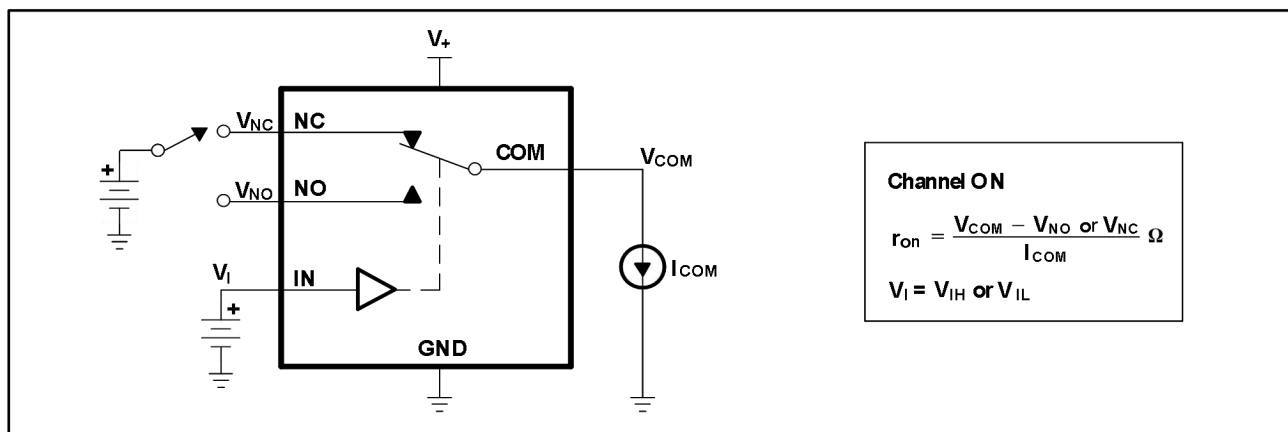 V+
VNC NC
COM
VCOM
VNO NO
+
VI IN
+
ICOM
GND
Channel ON
ron = VCOM − VNO or VNC / ICOM Ω
VI = VIH or VIL